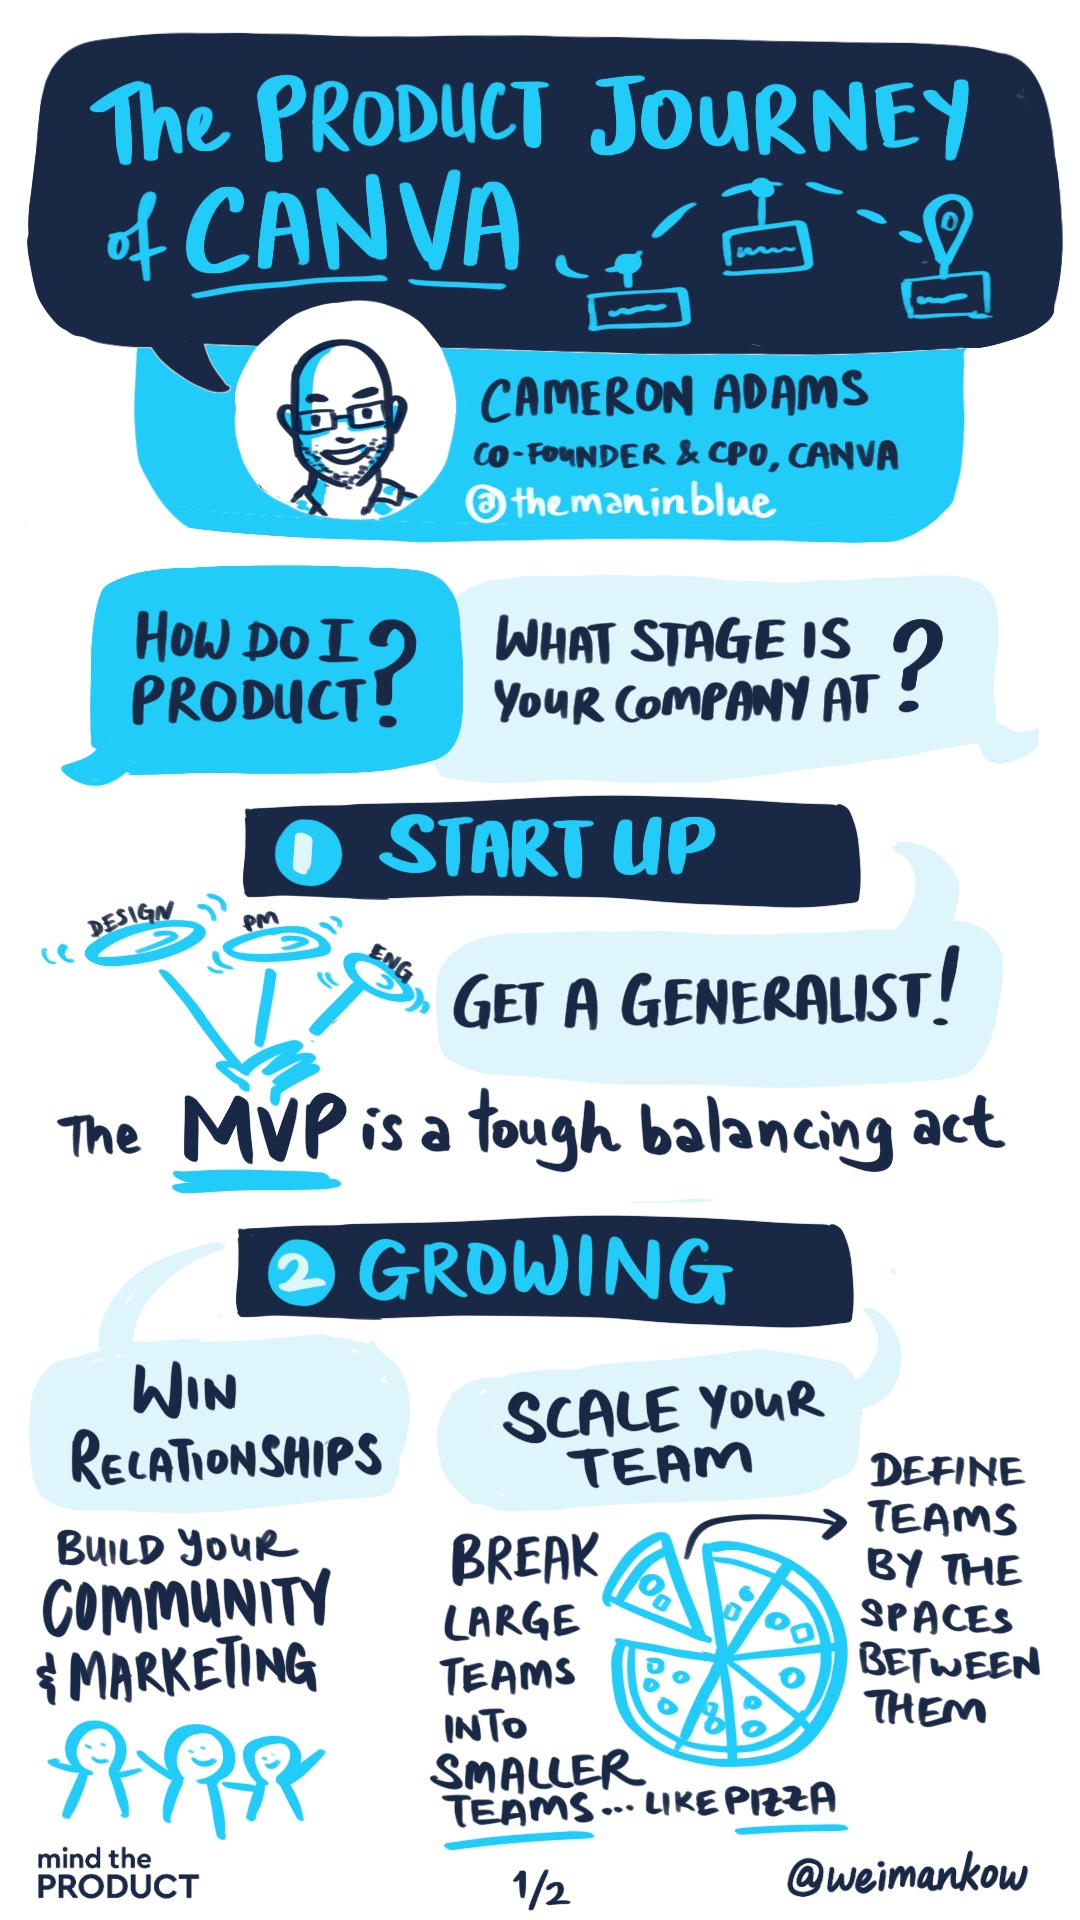 The PRODUCT JOURNEY
of CANVA
CAMERON ADAMS
CO-FOUNDER & CPO, CANVA
@themaninblue
HOW DO I
PRODUCT?
WHAT STAGE IS
YOUR COMPANY AT?
1 START UP
DESIGN
PM
ENG
GET A GENERALIST!
The MVP is a tough balancing act
2 GROWING
WIN
RELATIONSHIPS
BUILD YOUR
COMMUNITY
& MARKETING
SCALE YOUR
TEAM
BREAK
LARGE
TEAMS
INTO
SMALLER
TEAMS... LIKE PIZZA
DEFINE
TEAMS
BY THE
SPACES
BETWEEN
THEM
mind the
PRODUCT
1/2
@weimankow